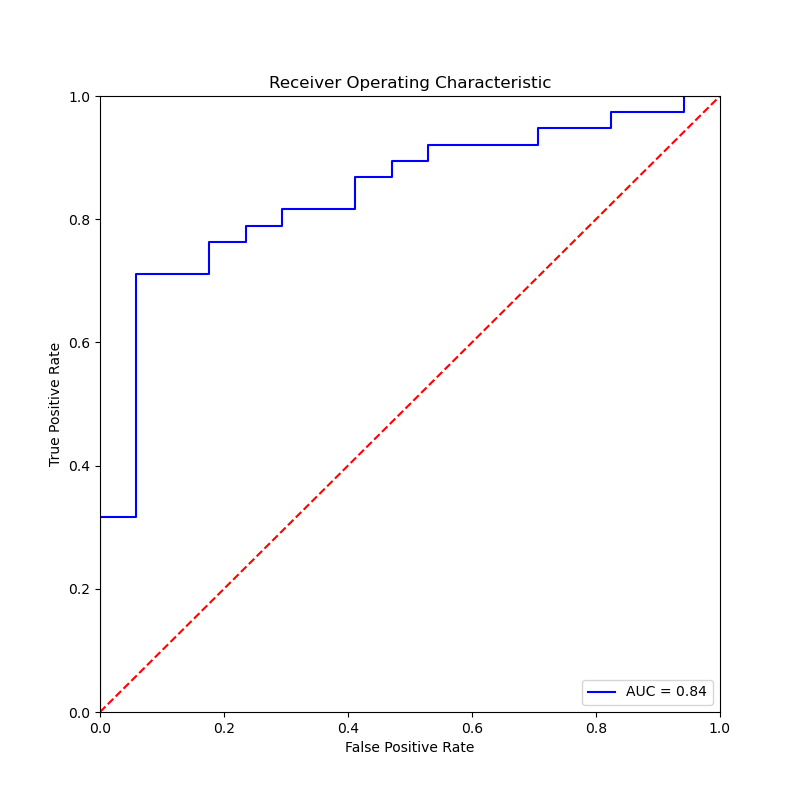 Receiver Operating Characteristic
1.0
0.8
0.6
0.4
0.2
0.0
True Positive Rate
AUC = 0.84
0.0 0.2 0.4 0.6 0.8 1.0
False Positive Rate